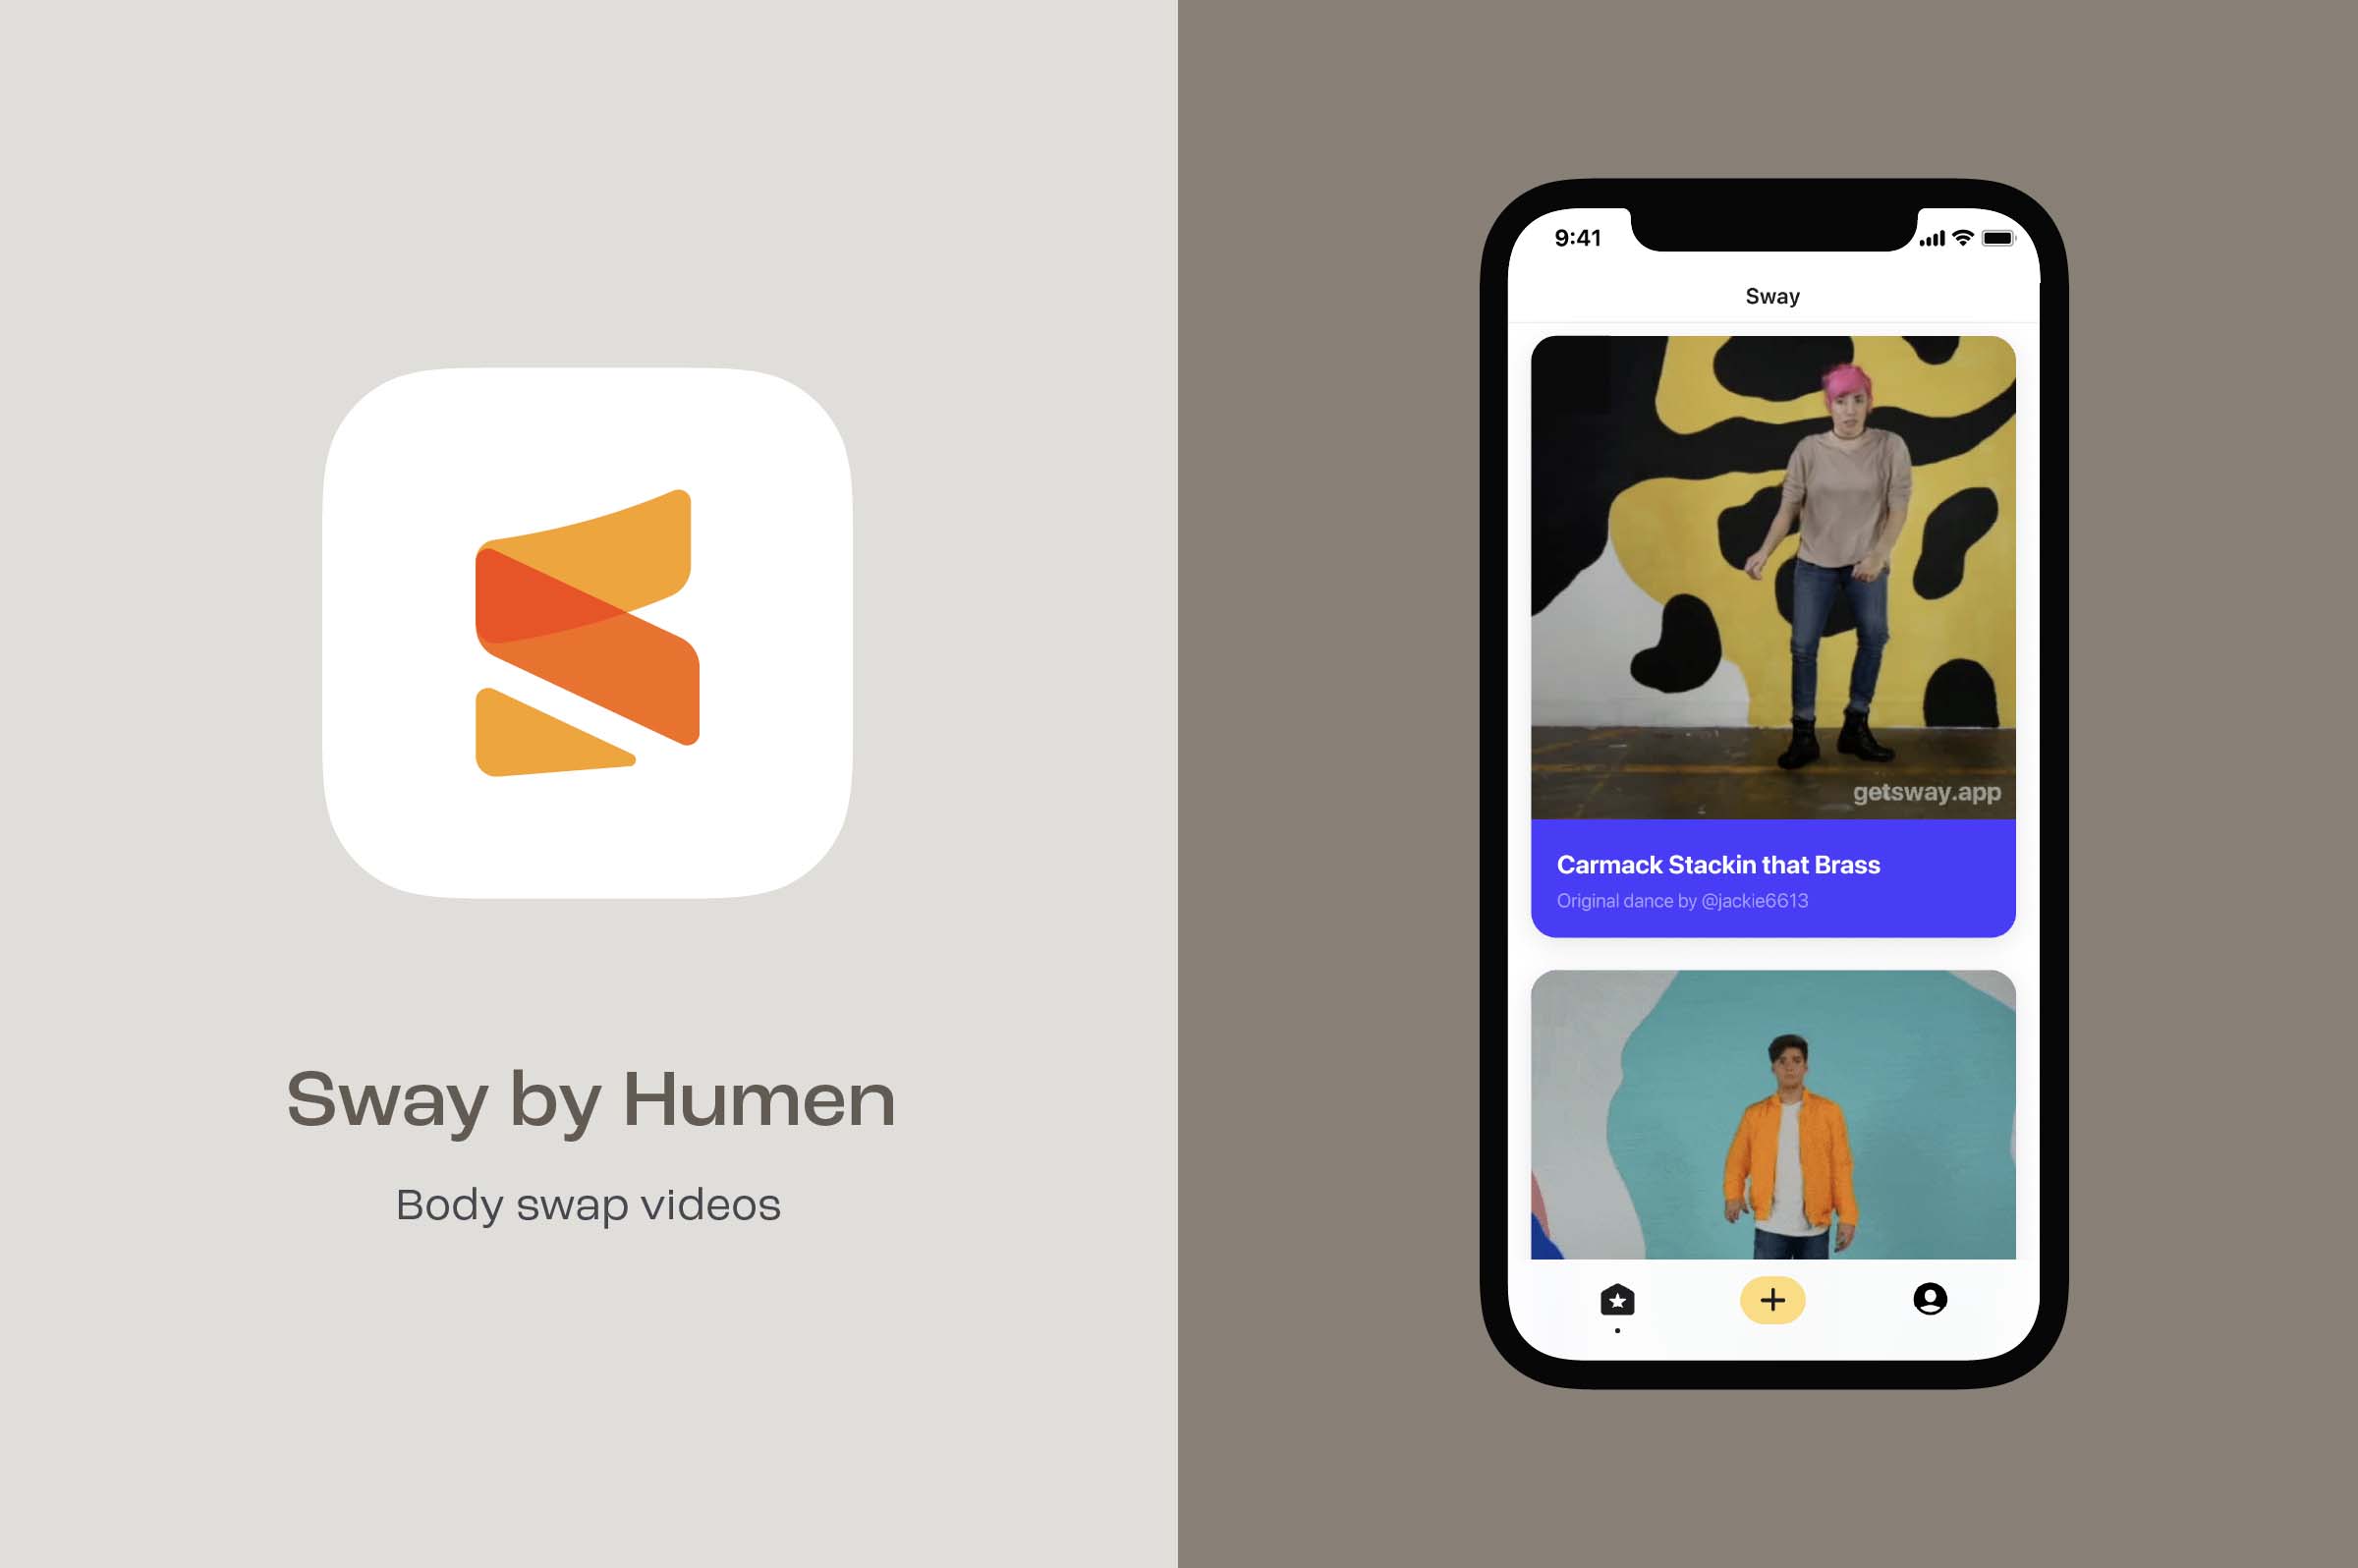 Sway by Humen
Body swap videos
9:41
Sway
getsway.app
Carmack Stackin that Brass
Original dance by @jackie6613